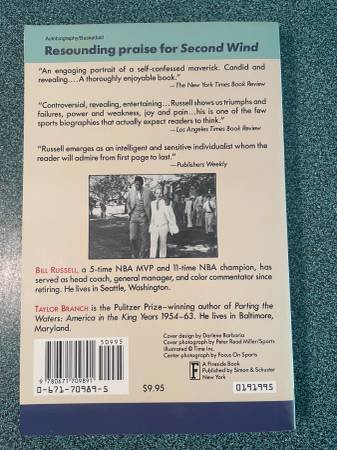 Autobiography/Basketball
Resounding praise for Second Wind
"An engaging portrait of a self-confessed maverick. Candid and
revealing....A thoroughly enjoyable book."
—The New York Times Book Review
"Controversial, revealing, entertaining...Russell shows us triumphs and
failures, power and weakness, joy and pain...his is one of the few
sports biographies that actually expect readers to think."
—Los Angeles Times Book Review
"Russell emerges as an intelligent and sensitive individualist whom the
reader will admire from first page to last."
—Publishers Weekly
BILL RUSSELL, a 5-time NBA MVP and 11-time NBA champion, has
served as head coach, general manager, and color commentator since
retiring. He lives in Seattle, Washington.
TAYLOR BRANCH is the Pulitzer Prize–winning author of Parting the
Waters: America in the King Years 1954–63. He lives in Baltimore,
Maryland.
Cover design by Darlene Barbaria
Cover photograph by Peter Read Miller/Sports
Illustrated © Time Inc.
Center photograph by Focus On Sports
50995
9 780671 709891
0-671-70989-5
$9.95
F
A Fireside Book
Published by Simon & Schuster
New York
0191995